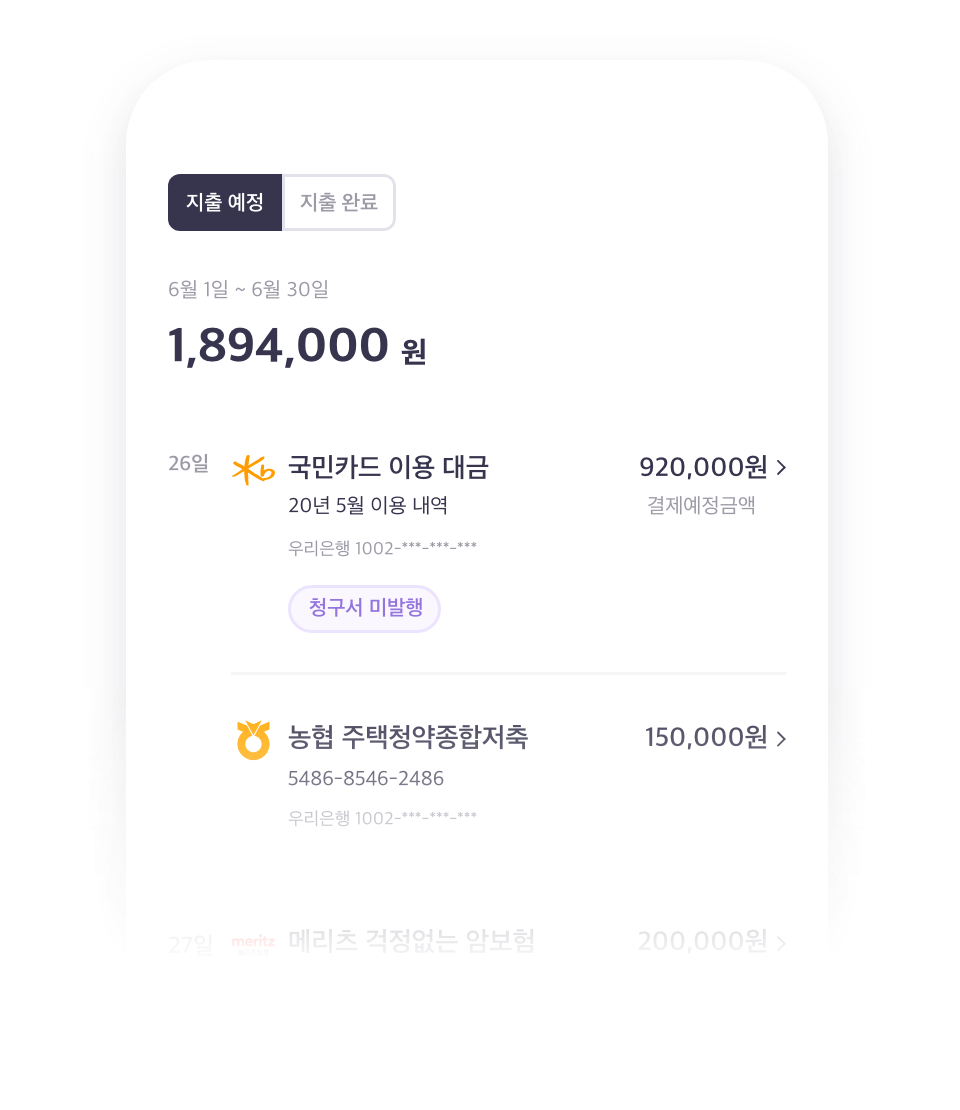 지출 예정 지출 완료
6월 1일 ~ 6월 30일
1,894,000 원
26일 국민카드 이용 대금 920,000원
20년 5월 이용 내역 결제예정금액
우리은행 1002-***-***-***
청구서 미발행
농협 주택청약종합저축 150,000원
5486-8546-2486
우리은행 1002-***-***-***
27일 meritz 메리츠 걱정없는 암보험 200,000원